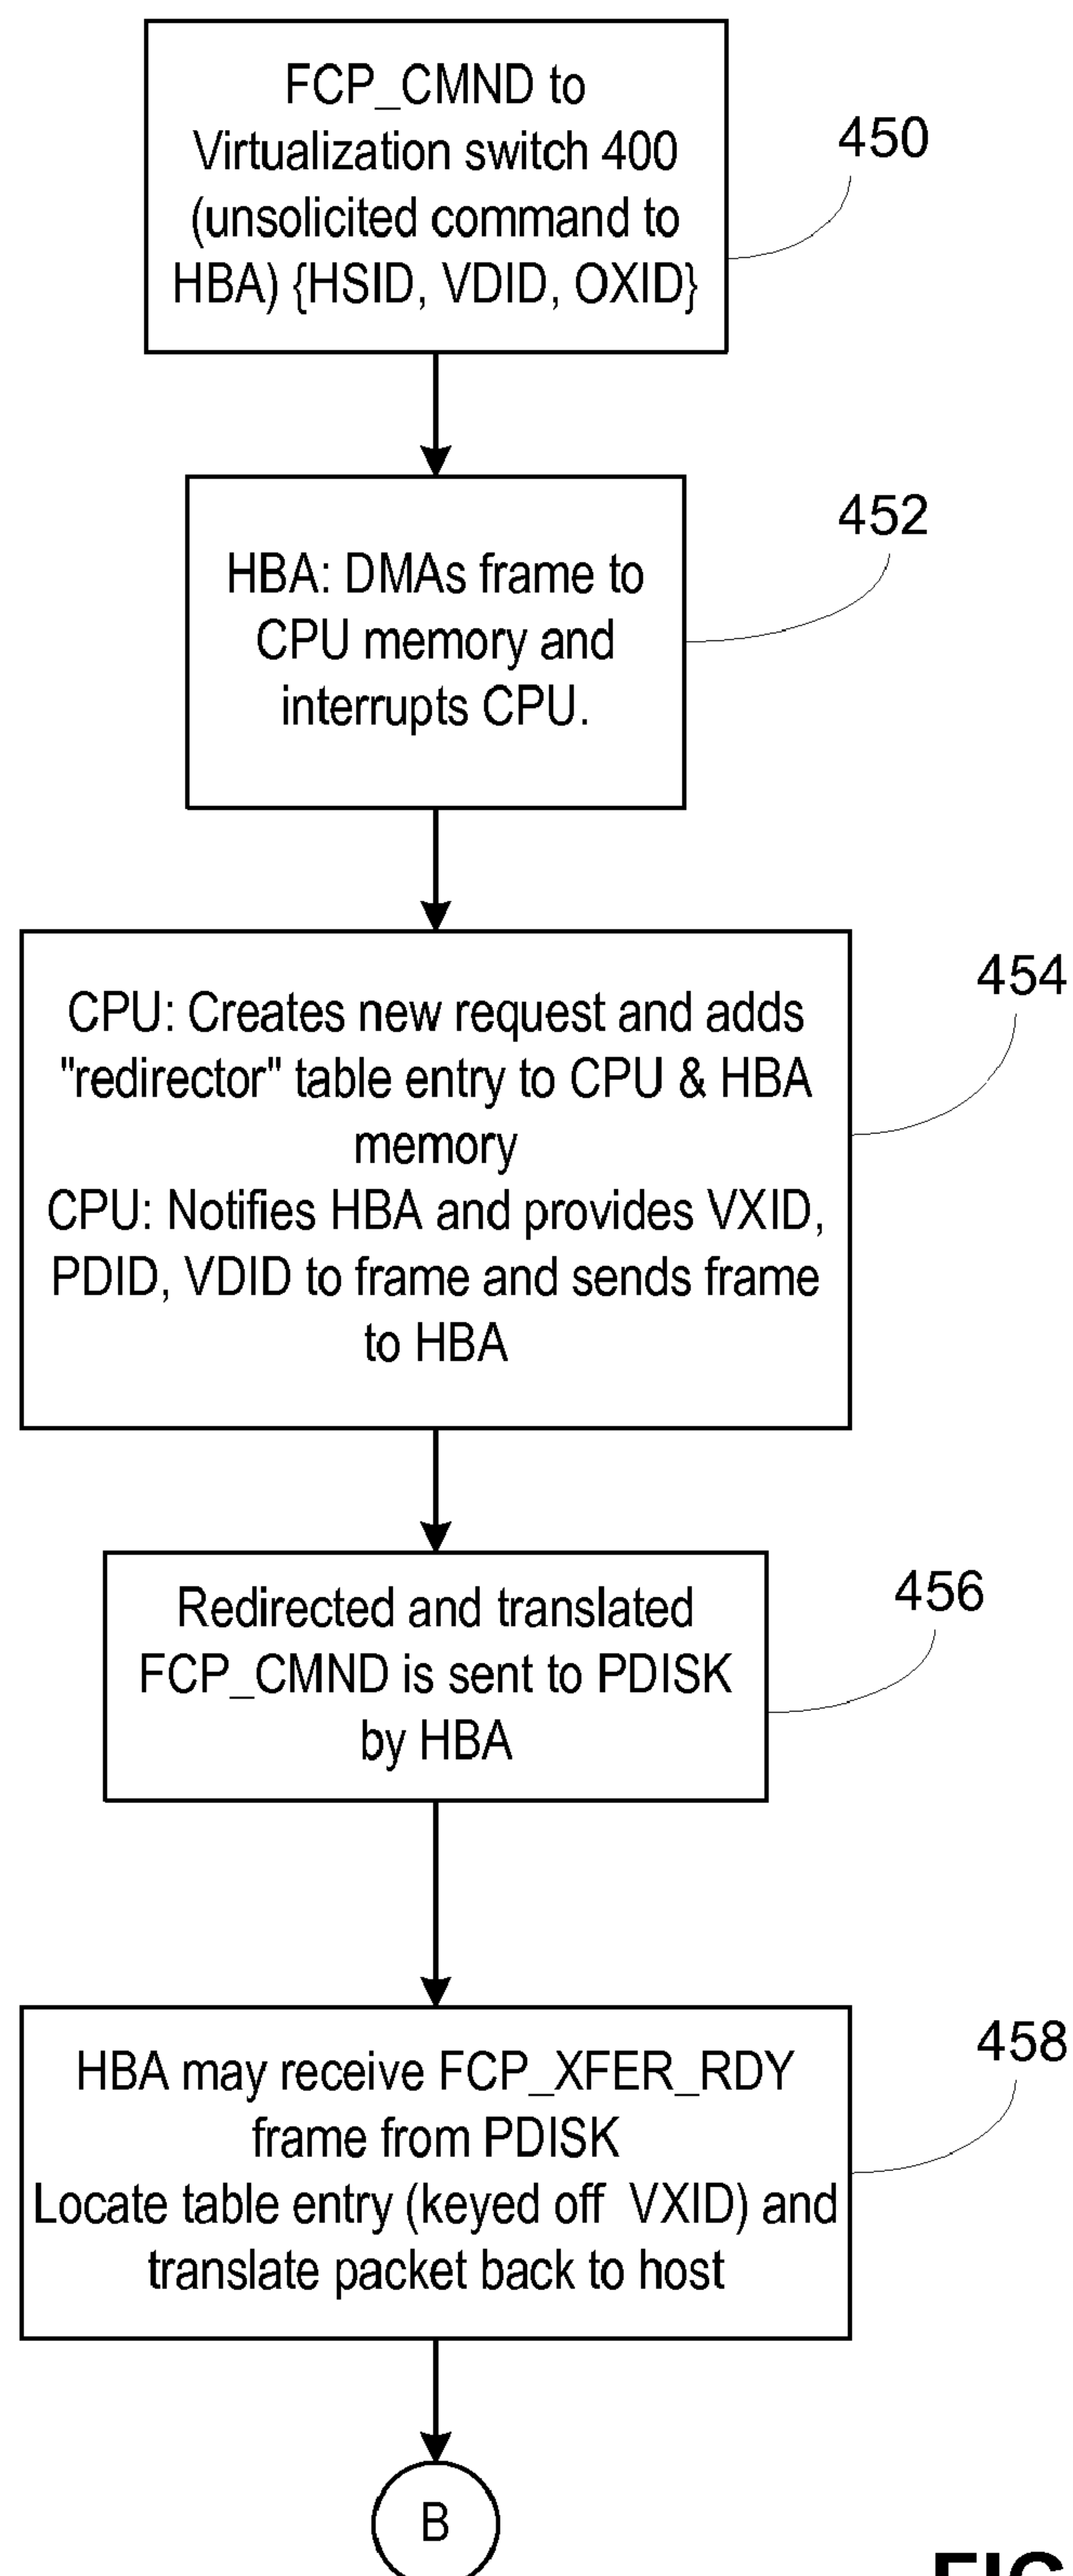 FCP_CMND to
Virtualization switch 400
(unsolicited command to
HBA) {HSID, VDID, OXID}
450
HBA: DMAs frame to
CPU memory and
interrupts CPU.
452
CPU: Creates new request and adds
"redirector" table entry to CPU & HBA
memory
CPU: Notifies HBA and provides VXID,
PDID, VDID to frame and sends frame
to HBA
454
Redirected and translated
FCP_CMND is sent to PDISK
by HBA
456
HBA may receive FCP_XFER_RDY
frame from PDISK
Locate table entry (keyed off VXID) and
translate packet back to host
458
B